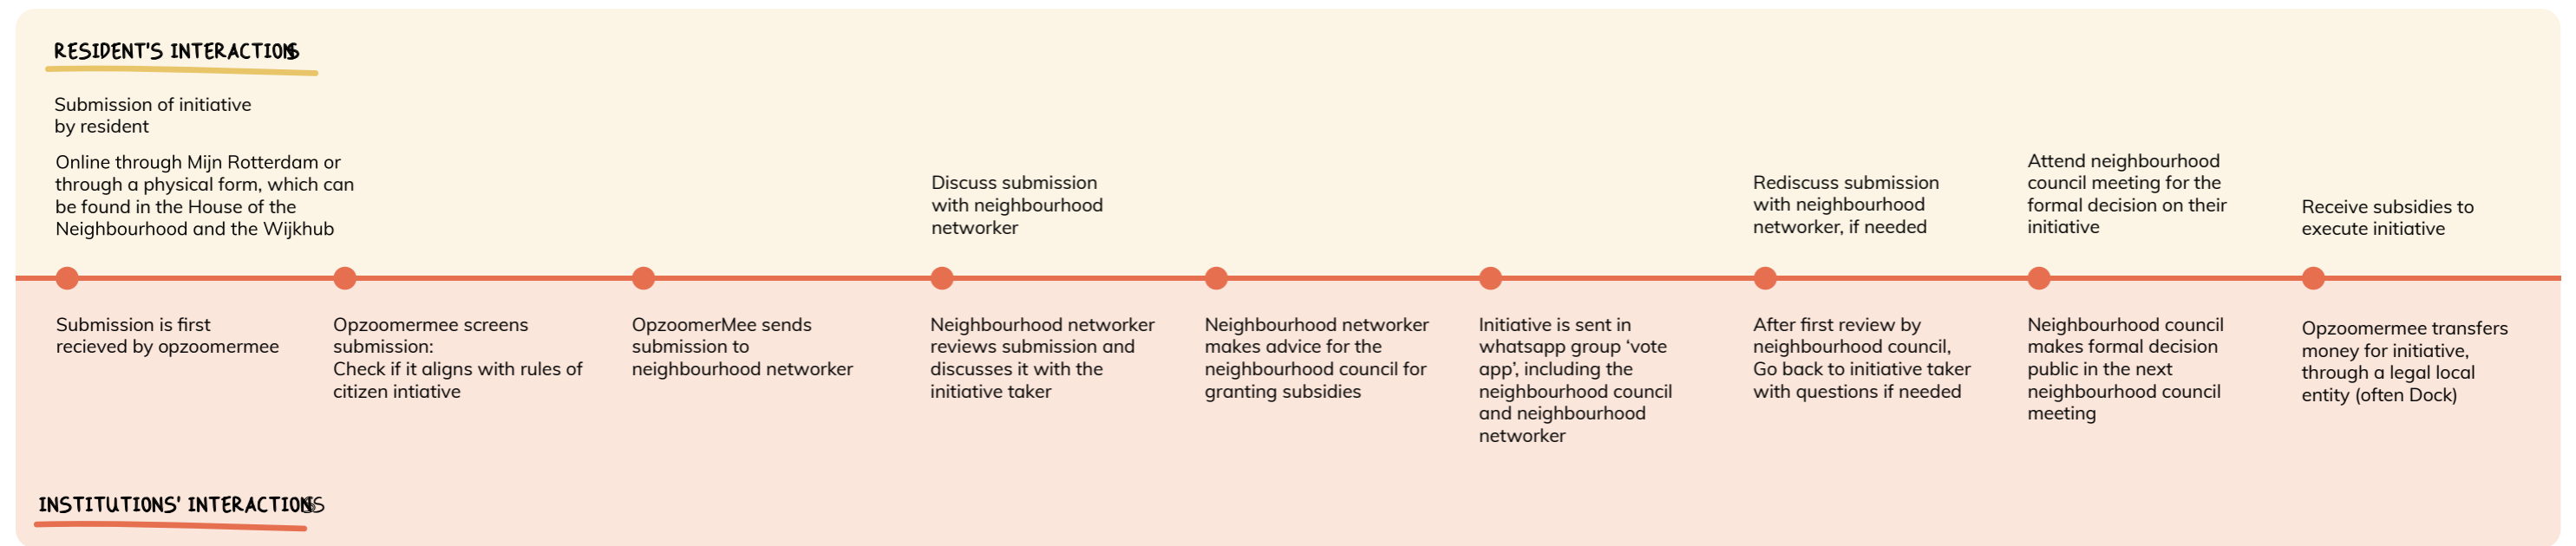 RESIDENT'S INTERACTIONS
Submission of initiative
by resident
Online through Mijn Rotterdam or
through a physical form, which can
be found in the House of the
Neighbourhood and the Wijkhub
Discuss submission
with neighbourhood
networker
Rediscuss submission
with neighbourhood
networker, if needed
Attend neighbourhood
council meeting for the
formal decision on their
initiative
Receive subsidies to
execute initiative
Submission is first
recieved by opzoomermee
Opzoomermee screens
submission:
Check if it aligns with rules of
citizen intiative
OpzoomerMee sends
submission to
neighbourhood networker
Neighbourhood networker
reviews submission and
discusses it with the
initiative taker
Neighbourhood networker
makes advice for the
neighbourhood council for
granting subsidies
Initiative is sent in
whatsapp group ‘vote
app’, including the
neighbourhood council
and neighbourhood
networker
After first review by
neighbourhood council,
Go back to initiative taker
with questions if needed
Neighbourhood council
makes formal decision
public in the next
neighbourhood council
meeting
Opzoomermee transfers
money for initiative,
through a legal local
entity (often Dock)
INSTITUTIONS' INTERACTIONS